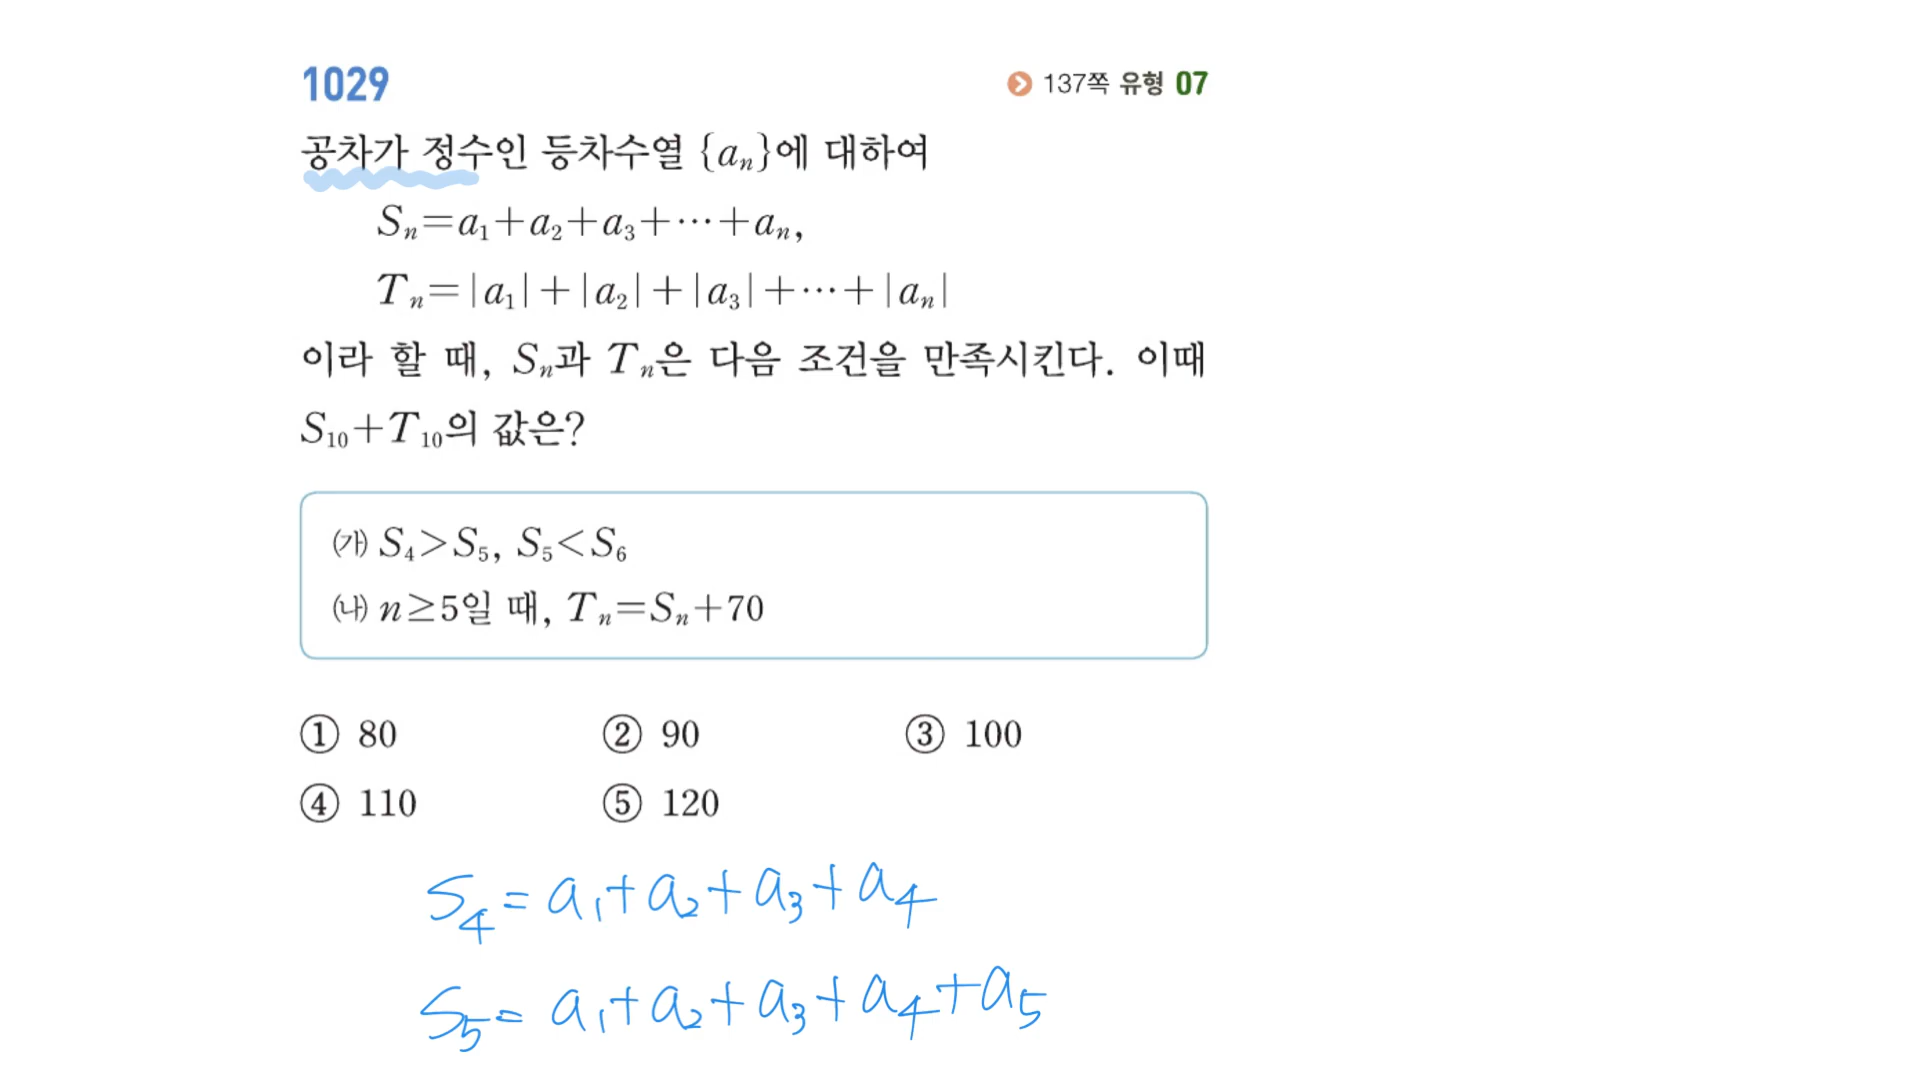 1029
137쪽 유형 07
공차가 정수인 등차수열 {aₙ}에 대하여
Sₙ=a₁+a₂+a₃+⋯+aₙ,
Tₙ=|a₁|+|a₂|+|a₃|+⋯+|aₙ|
이라 할 때, Sₙ과 Tₙ은 다음 조건을 만족시킨다. 이때
S₁₀+T₁₀의 값은?
㈎ S₄>S₅, S₅<S₆
㈏ n≥5일 때, Tₙ=Sₙ+70
① 80 ② 90 ③ 100
④ 110 ⑤ 120
S₄=a₁+a₂+a₃+a₄
S₅=a₁+a₂+a₃+a₄+a₅